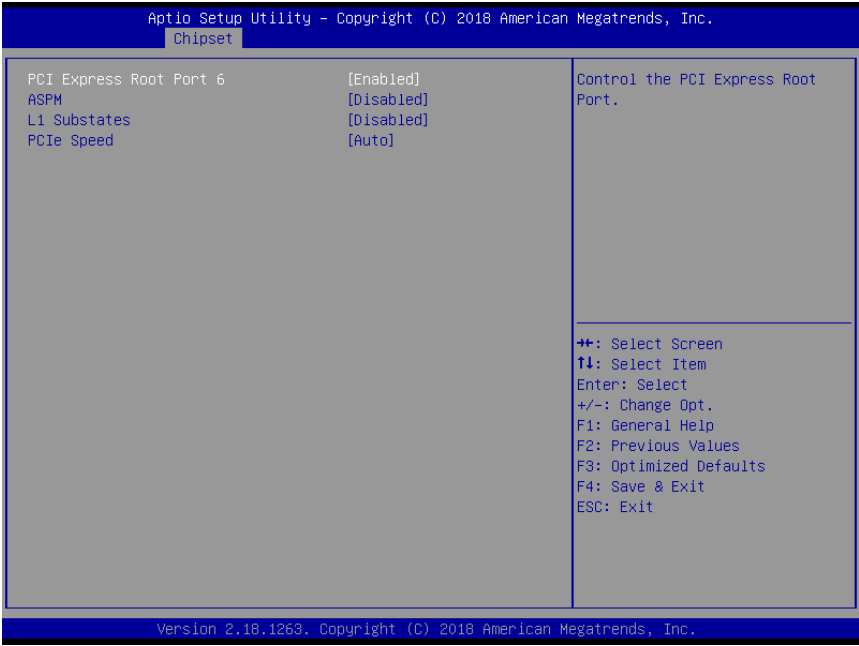 Aptio Setup Utility – Copyright (C) 2018 American Megatrends, Inc.
Chipset
PCI Express Root Port 6 [Enabled]
ASPM [Disabled]
L1 Substates [Disabled]
PCIe Speed [Auto]
Control the PCI Express Root
Port.
→←: Select Screen
↑↓: Select Item
Enter: Select
+/-: Change Opt.
F1: General Help
F2: Previous Values
F3: Optimized Defaults
F4: Save & Exit
ESC: Exit
Version 2.18.1263. Copyright (C) 2018 American Megatrends, Inc.